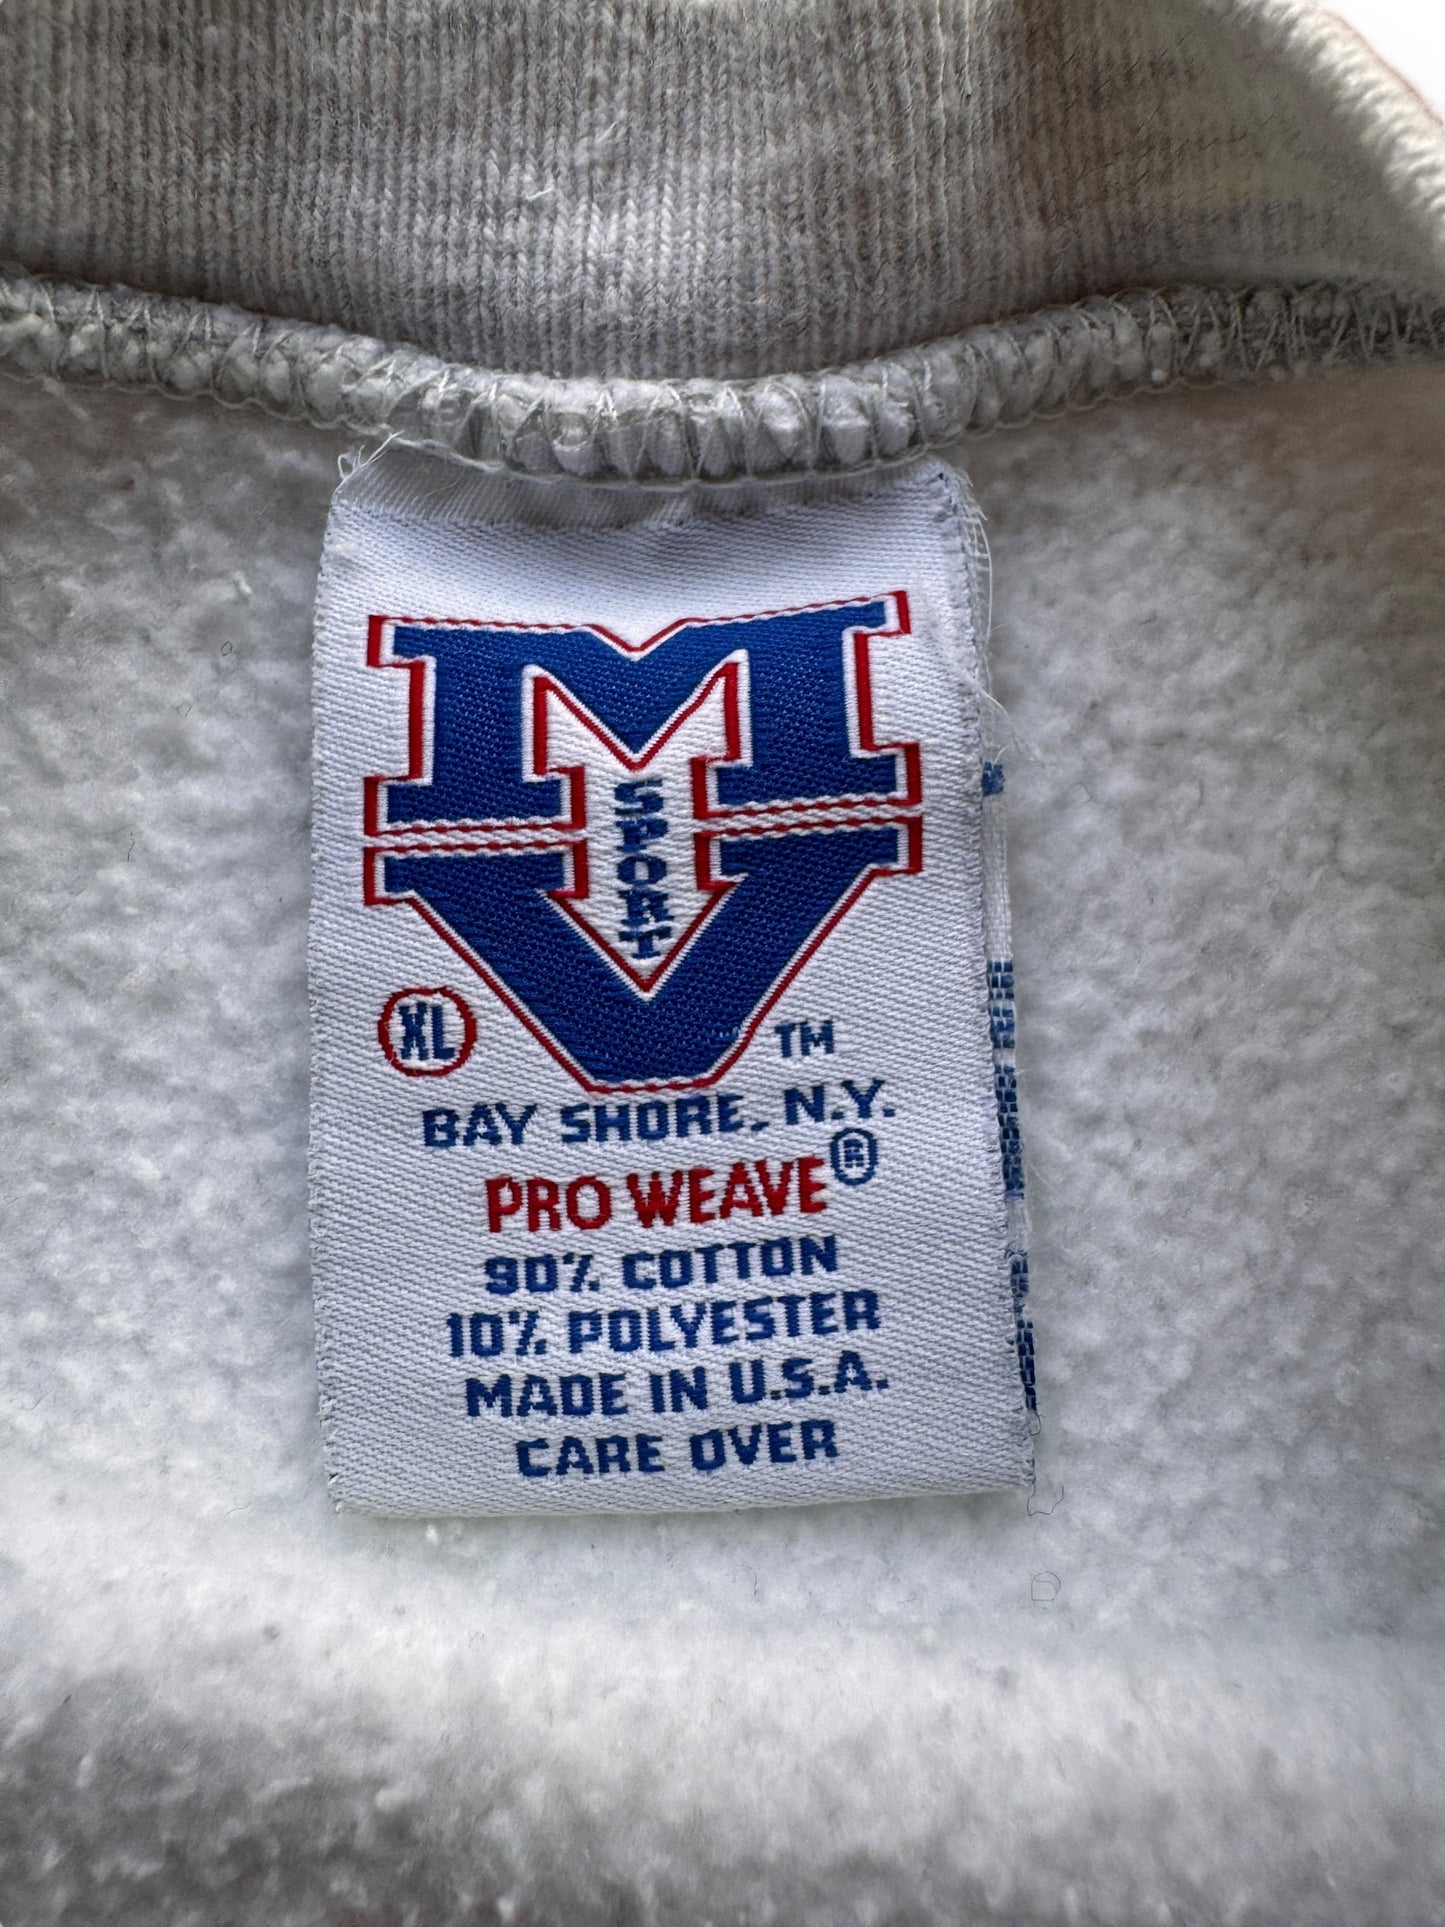 MV
SPORT
XL
TM
BAY SHORE, N.Y.
PRO WEAVE®
90% COTTON
10% POLYESTER
MADE IN U.S.A.
CARE OVER